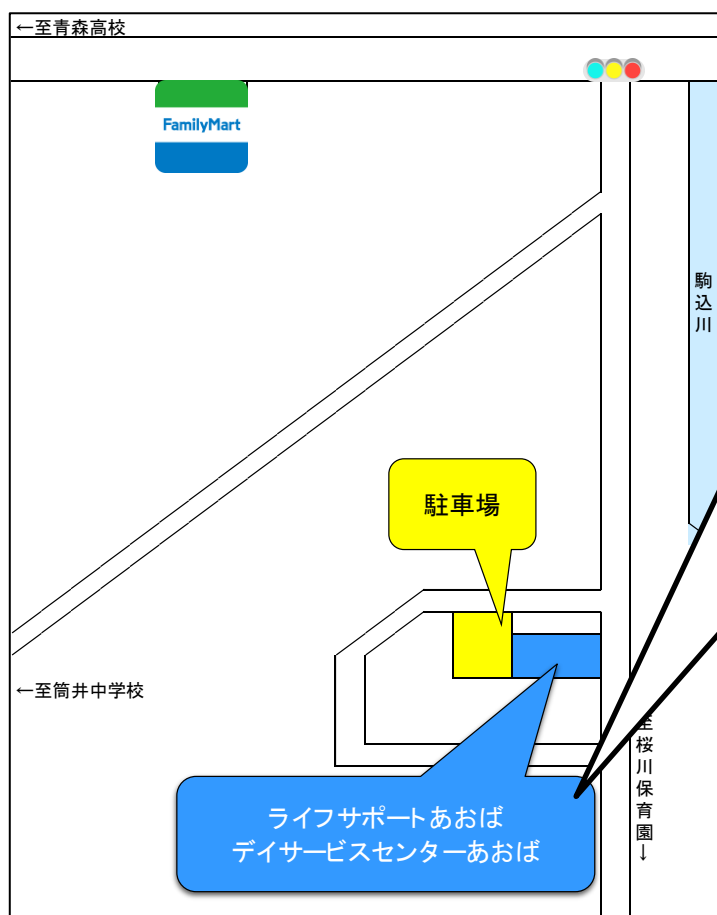 ←至青森高校
FamilyMart
駒込川
駐車場
←至筒井中学校
至桜川保育園↓
ライフサポートあおば
デイサービスセンターあおば